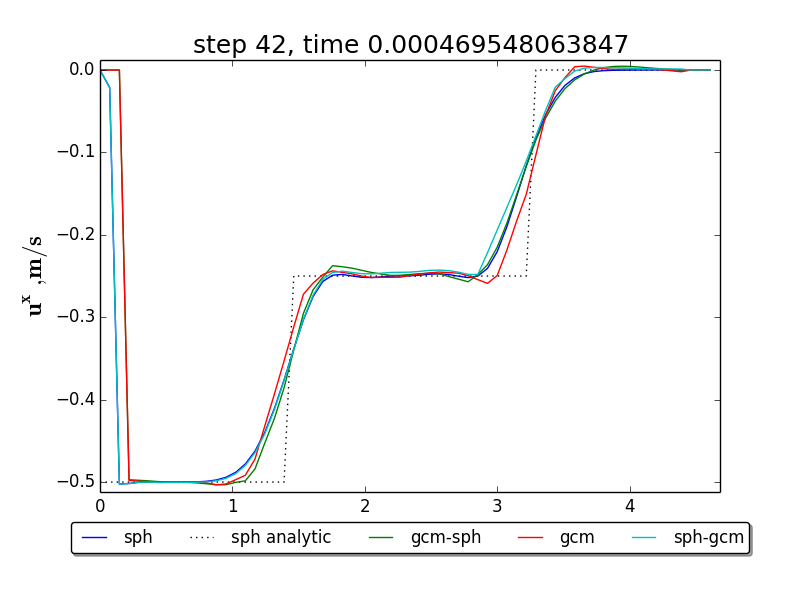 step 42, time 0.000469548063847
u^x ,m/s
0.0
−0.1
−0.2
−0.3
−0.4
−0.5
0 1 2 3 4
sph sph analytic gcm-sph gcm sph-gcm